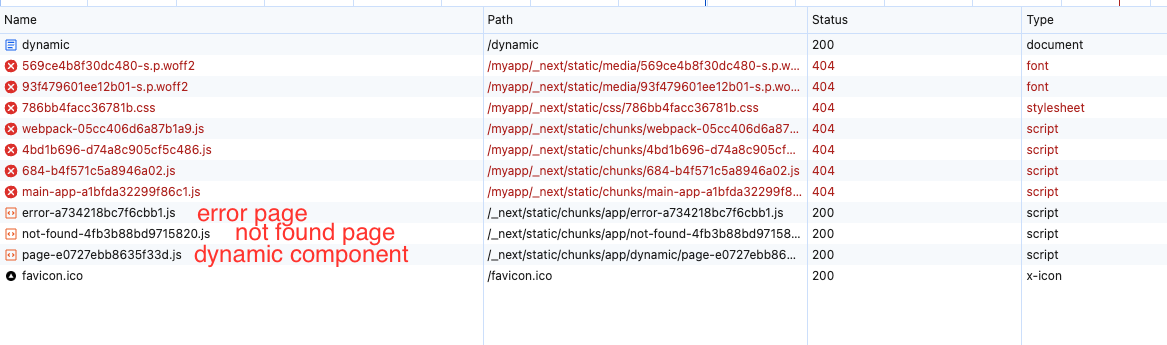 Name Path Status Type
dynamic /dynamic 200 document
569ce4b8f30dc480-s.p.woff2 /myapp/_next/static/media/569ce4b8f30dc480-s.p.w... 404 font
93f479601ee12b01-s.p.woff2 /myapp/_next/static/media/93f479601ee12b01-s.p.w... 404 font
786bb4facc36781b.css /myapp/_next/static/css/786bb4facc36781b.css 404 stylesheet
webpack-05cc406d6a87b1a9.js /myapp/_next/static/chunks/webpack-05cc406d6a87... 404 script
4bd1b696-d74a8c905cf5c486.js /myapp/_next/static/chunks/4bd1b696-d74a8c905cf... 404 script
684-b4f571c5a8946a02.js /myapp/_next/static/chunks/684-b4f571c5a8946a02.js 404 script
main-app-a1bfda32299f86c1.js /myapp/_next/static/chunks/main-app-a1bfda32299f8... 404 script
error-a734218bc7f6cbb1.js error page /_next/static/chunks/app/error-a734218bc7f6cbb1.js 200 script
not-found-4fb3b88bd9715820.js not found page /_next/static/chunks/app/not-found-4fb3b88bd97158... 200 script
page-e0727ebb8635f33d.js dynamic component /_next/static/chunks/app/dynamic/page-e0727ebb86... 200 script
favicon.ico /favicon.ico 200 x-icon